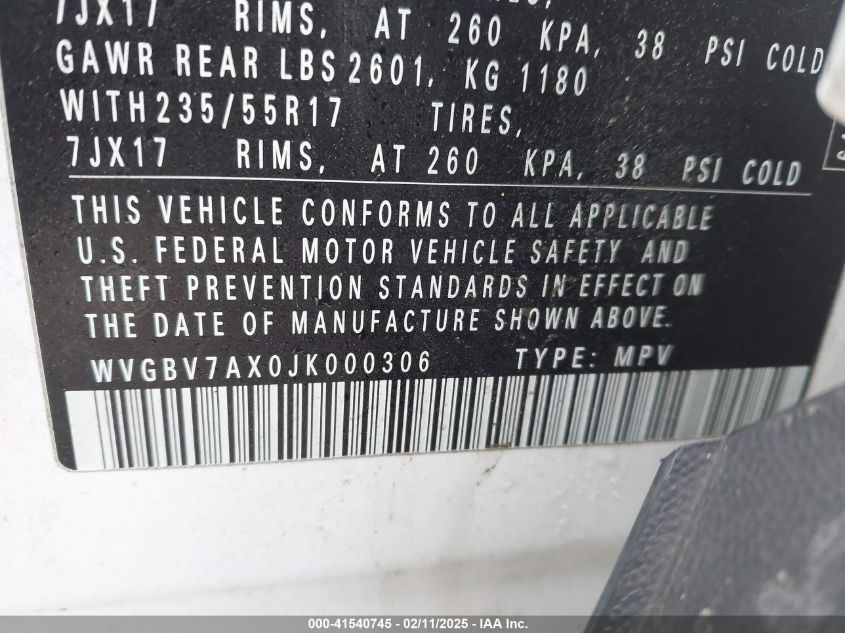 7JX17 RIMS, AT 260 KPA, 38 PSI COLD
GAWR REAR LBS 2601, KG 1180
WITH 235/55R17 TIRES,
7JX17 RIMS, AT 260 KPA, 38 PSI COLD
THIS VEHICLE CONFORMS TO ALL APPLICABLE
U.S. FEDERAL MOTOR VEHICLE SAFETY AND
THEFT PREVENTION STANDARDS IN EFFECT ON
THE DATE OF MANUFACTURE SHOWN ABOVE.
WVGBV7AX0JK000306 TYPE: MPV
000-41540745 - 02/11/2025 - IAA Inc.